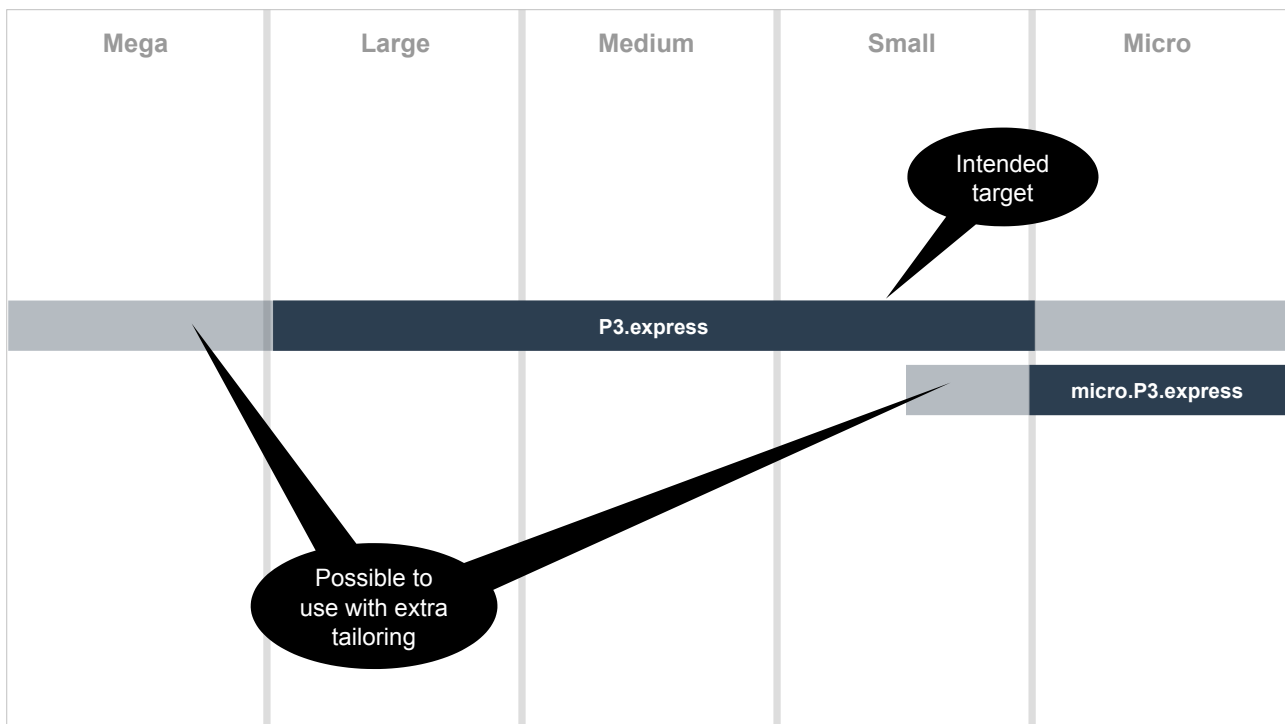 Mega
Large
Medium
Small
Micro
Intended
target
P3.express
micro.P3.express
Possible to
use with extra
tailoring